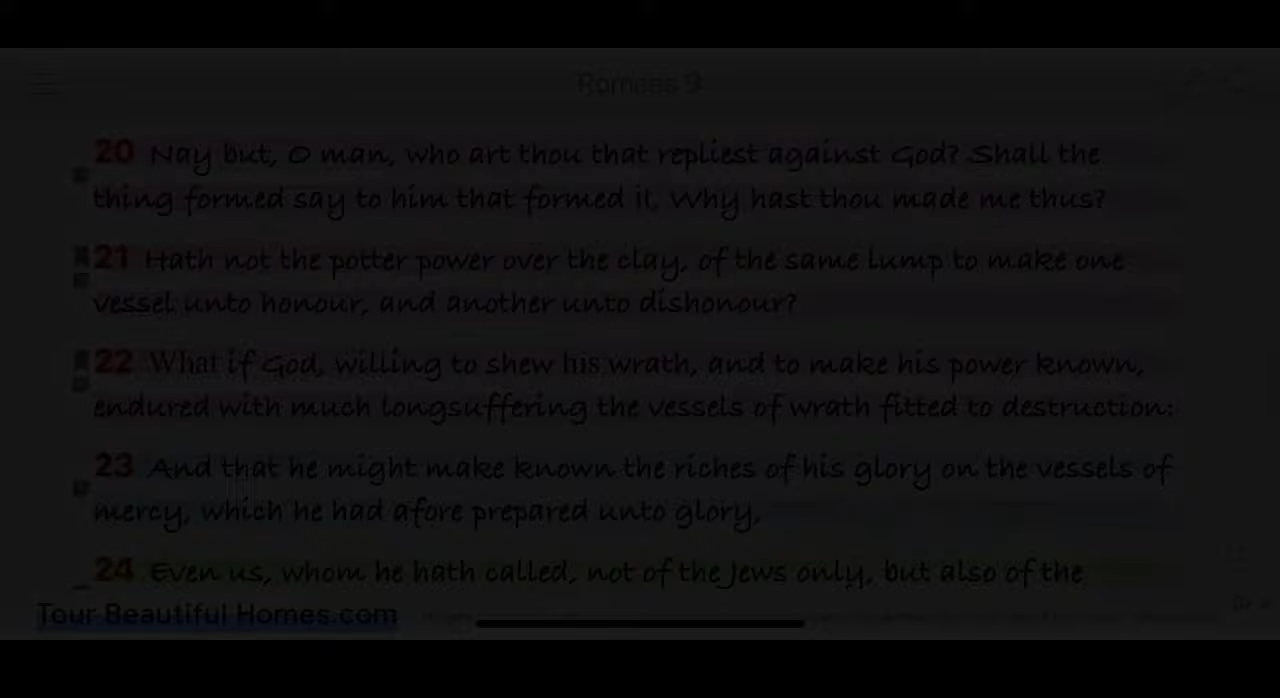 Romans 9
20 Nay but, O man, who art thou that repliest against God? Shall the
thing formed say to him that formed it, Why hast thou made me thus?
21 Hath not the potter power over the clay, of the same lump to make one
vessel unto honour, and another unto dishonour?
22 What if God, willing to shew his wrath, and to make his power known,
endured with much longsuffering the vessels of wrath fitted to destruction:
23 And that he might make known the riches of his glory on the vessels of
mercy, which he had afore prepared unto glory,
24 Even us, whom he hath called, not of the Jews only, but also of the
Tour Beautiful Homes.com